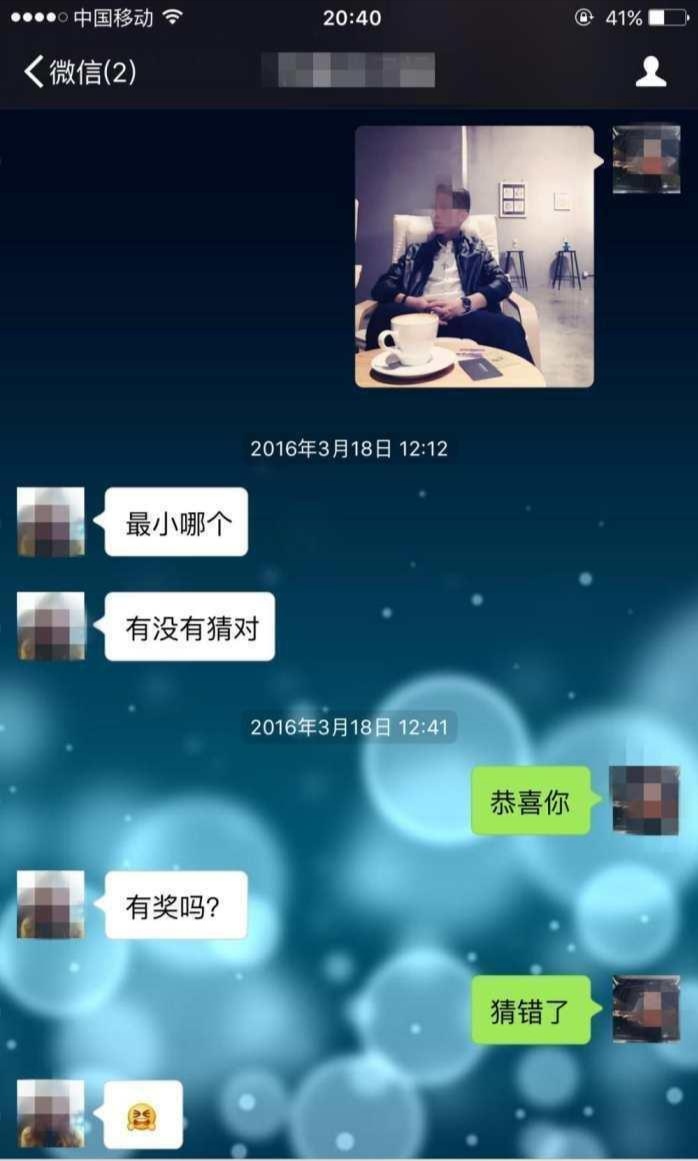 中国移动 20:40 41%
微信(2)
2016年3月18日 12:12
最小哪个
有没有猜对
2016年3月18日 12:41
恭喜你
有奖吗?
猜错了